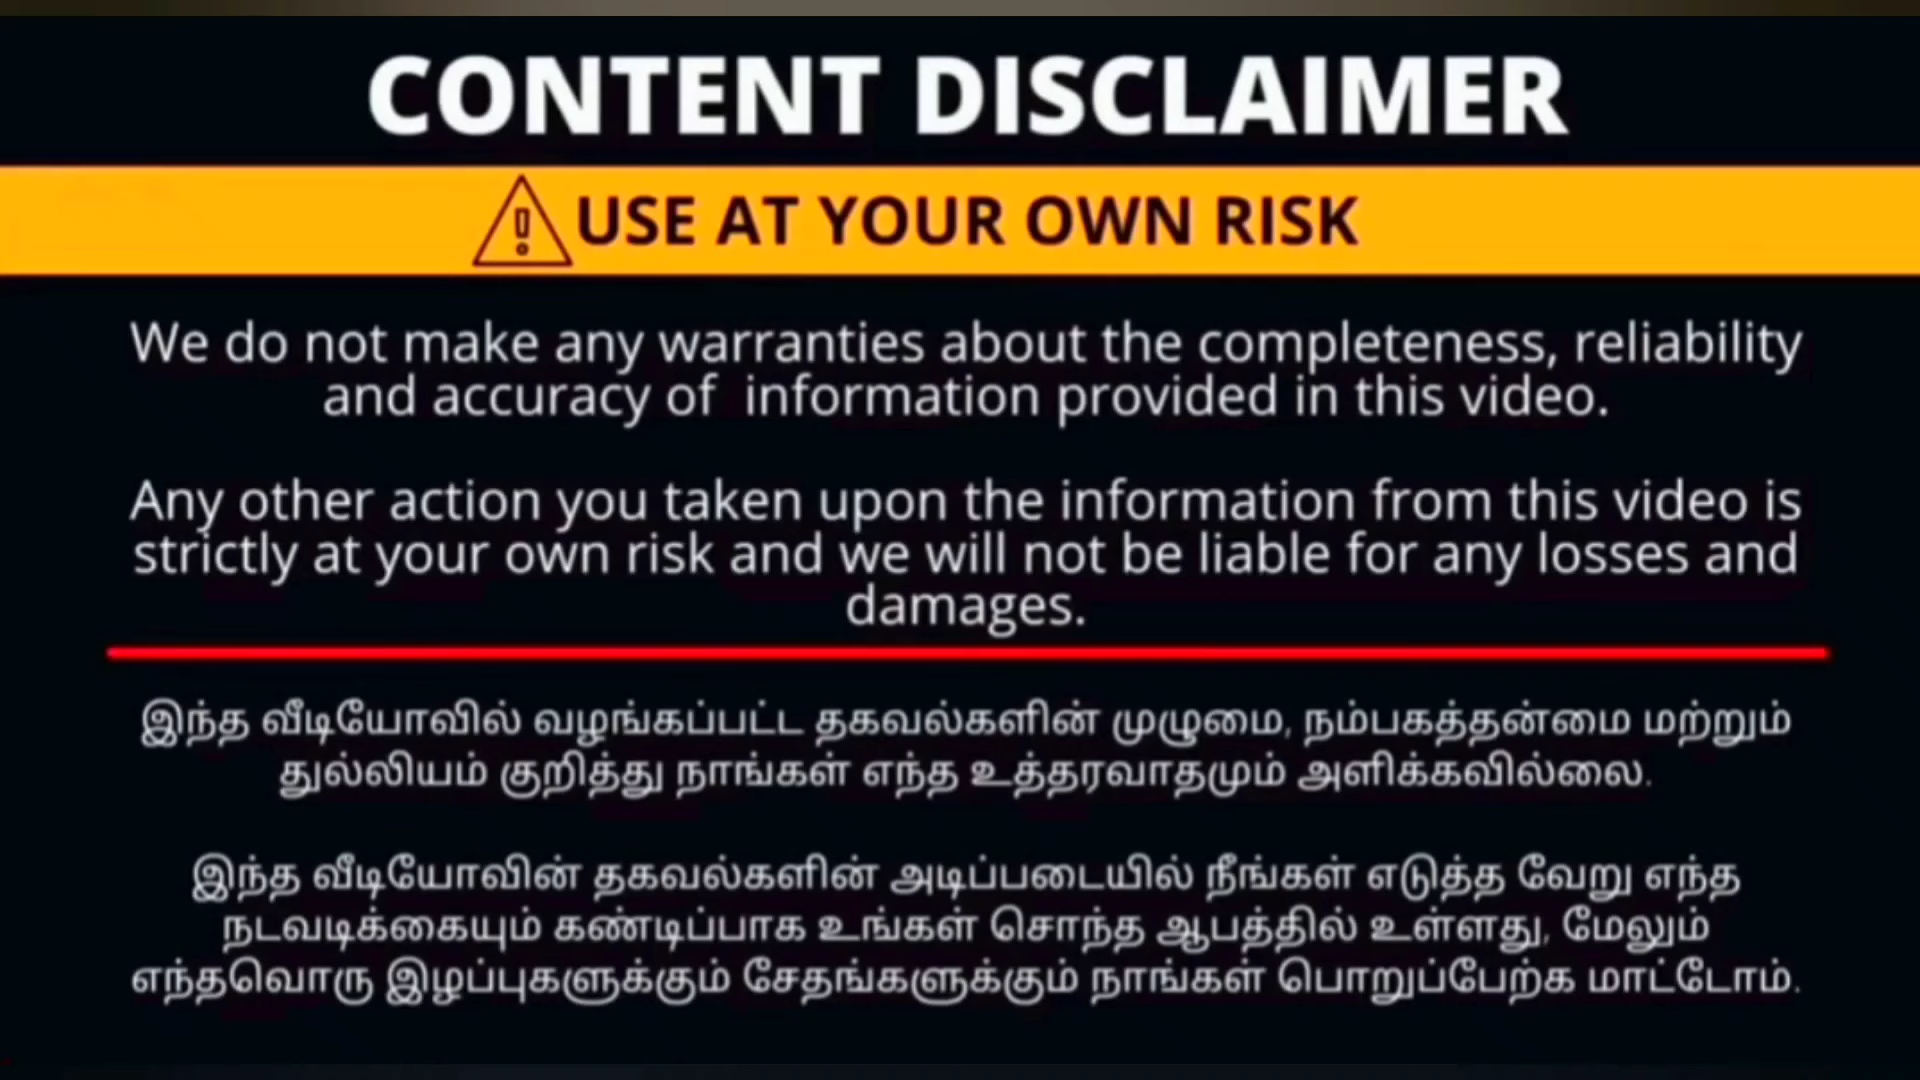 CONTENT DISCLAIMER
USE AT YOUR OWN RISK
We do not make any warranties about the completeness, reliability
and accuracy of information provided in this video.
Any other action you taken upon the information from this video is
strictly at your own risk and we will not be liable for any losses and
damages.
இந்த வீடியோவில் வழங்கப்பட்ட தகவல்களின் முழுமை, நம்பகத்தன்மை மற்றும்
துல்லியம் குறித்து நாங்கள் எந்த உத்தரவாதமும் அளிக்கவில்லை.
இந்த வீடியோவின் தகவல்களின் அடிப்படையில் நீங்கள் எடுத்த வேறு எந்த
நடவடிக்கையும் கண்டிப்பாக உங்கள் சொந்த ஆபத்தில் உள்ளது, மேலும்
எந்தவொரு இழப்புகளுக்கும் சேதங்களுக்கும் நாங்கள் பொறுப்பேற்க மாட்டோம்.